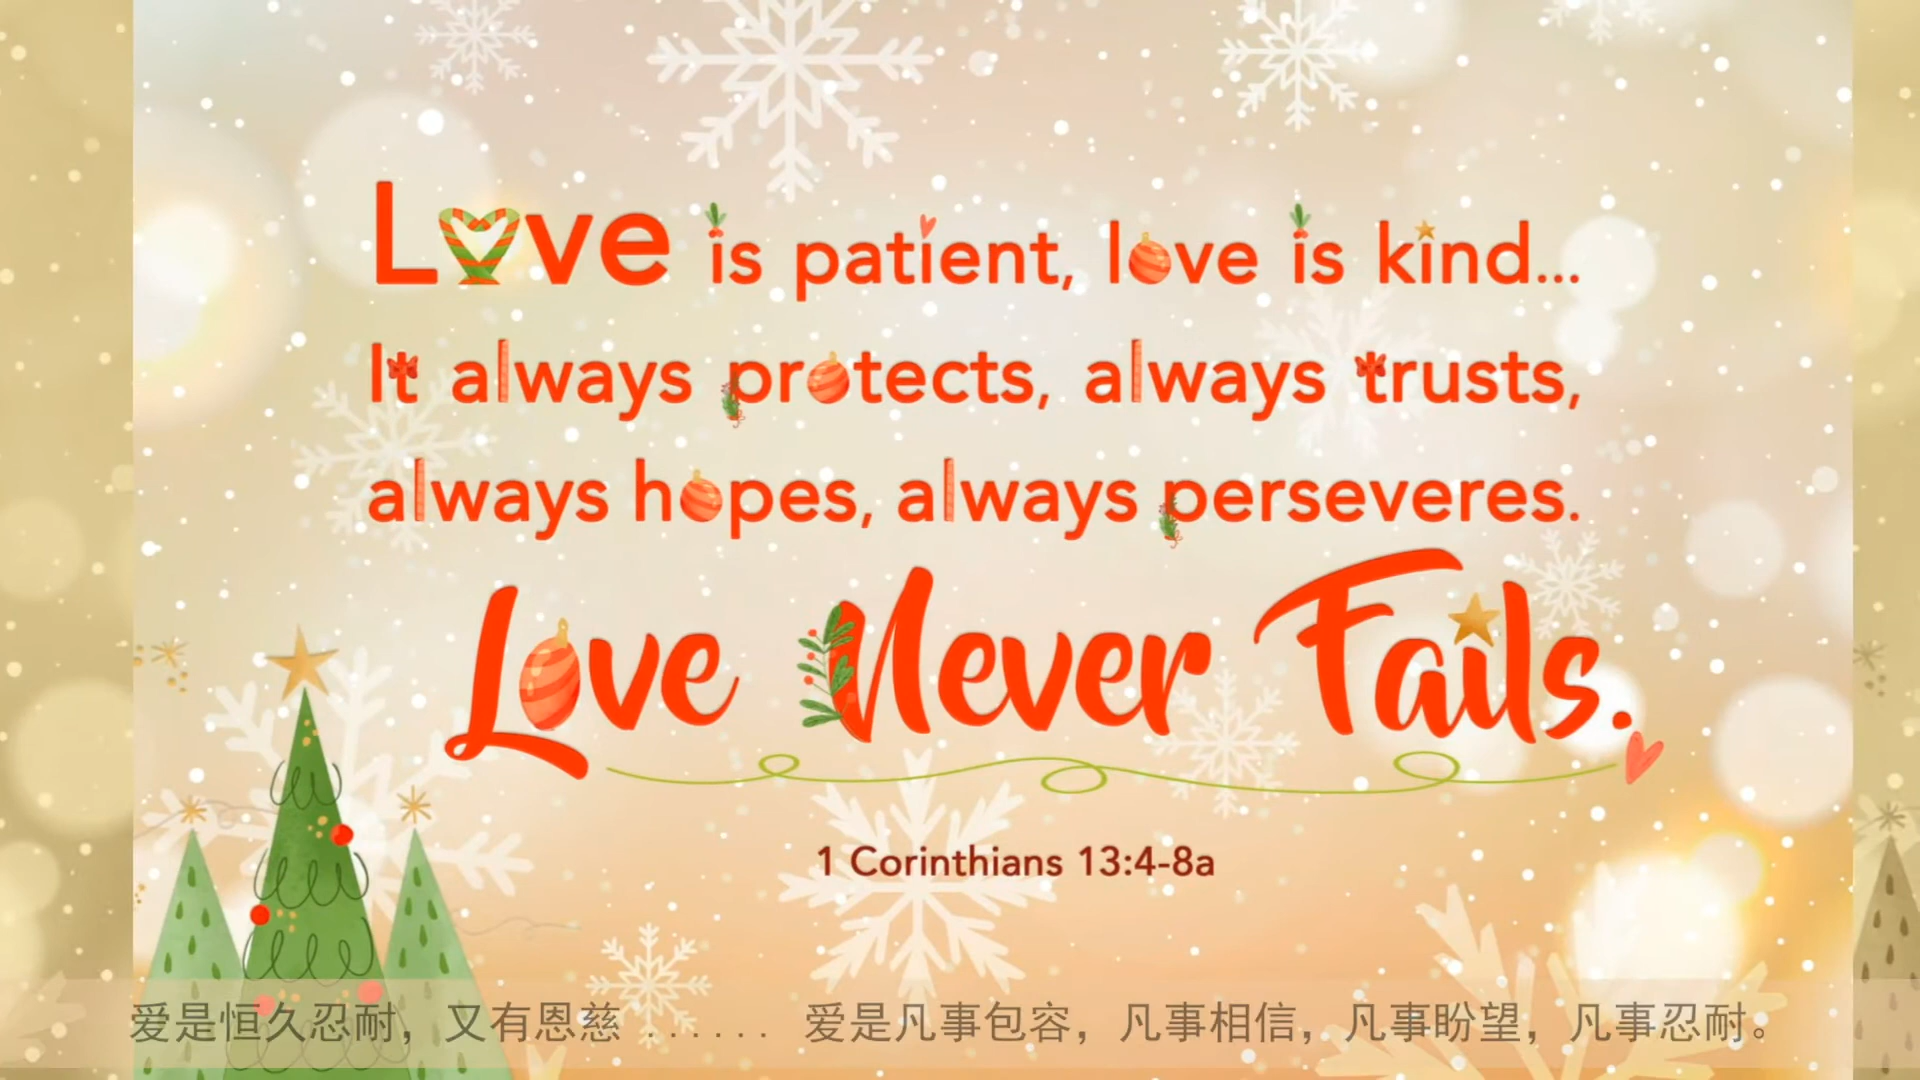 Love is patient, love is kind...
It always protects, always trusts,
always hopes, always perseveres.
Love Never Fails.
1 Corinthians 13:4-8a
爱是恒久忍耐，又有恩慈 ...... 爱是凡事包容，凡事相信，凡事盼望，凡事忍耐。